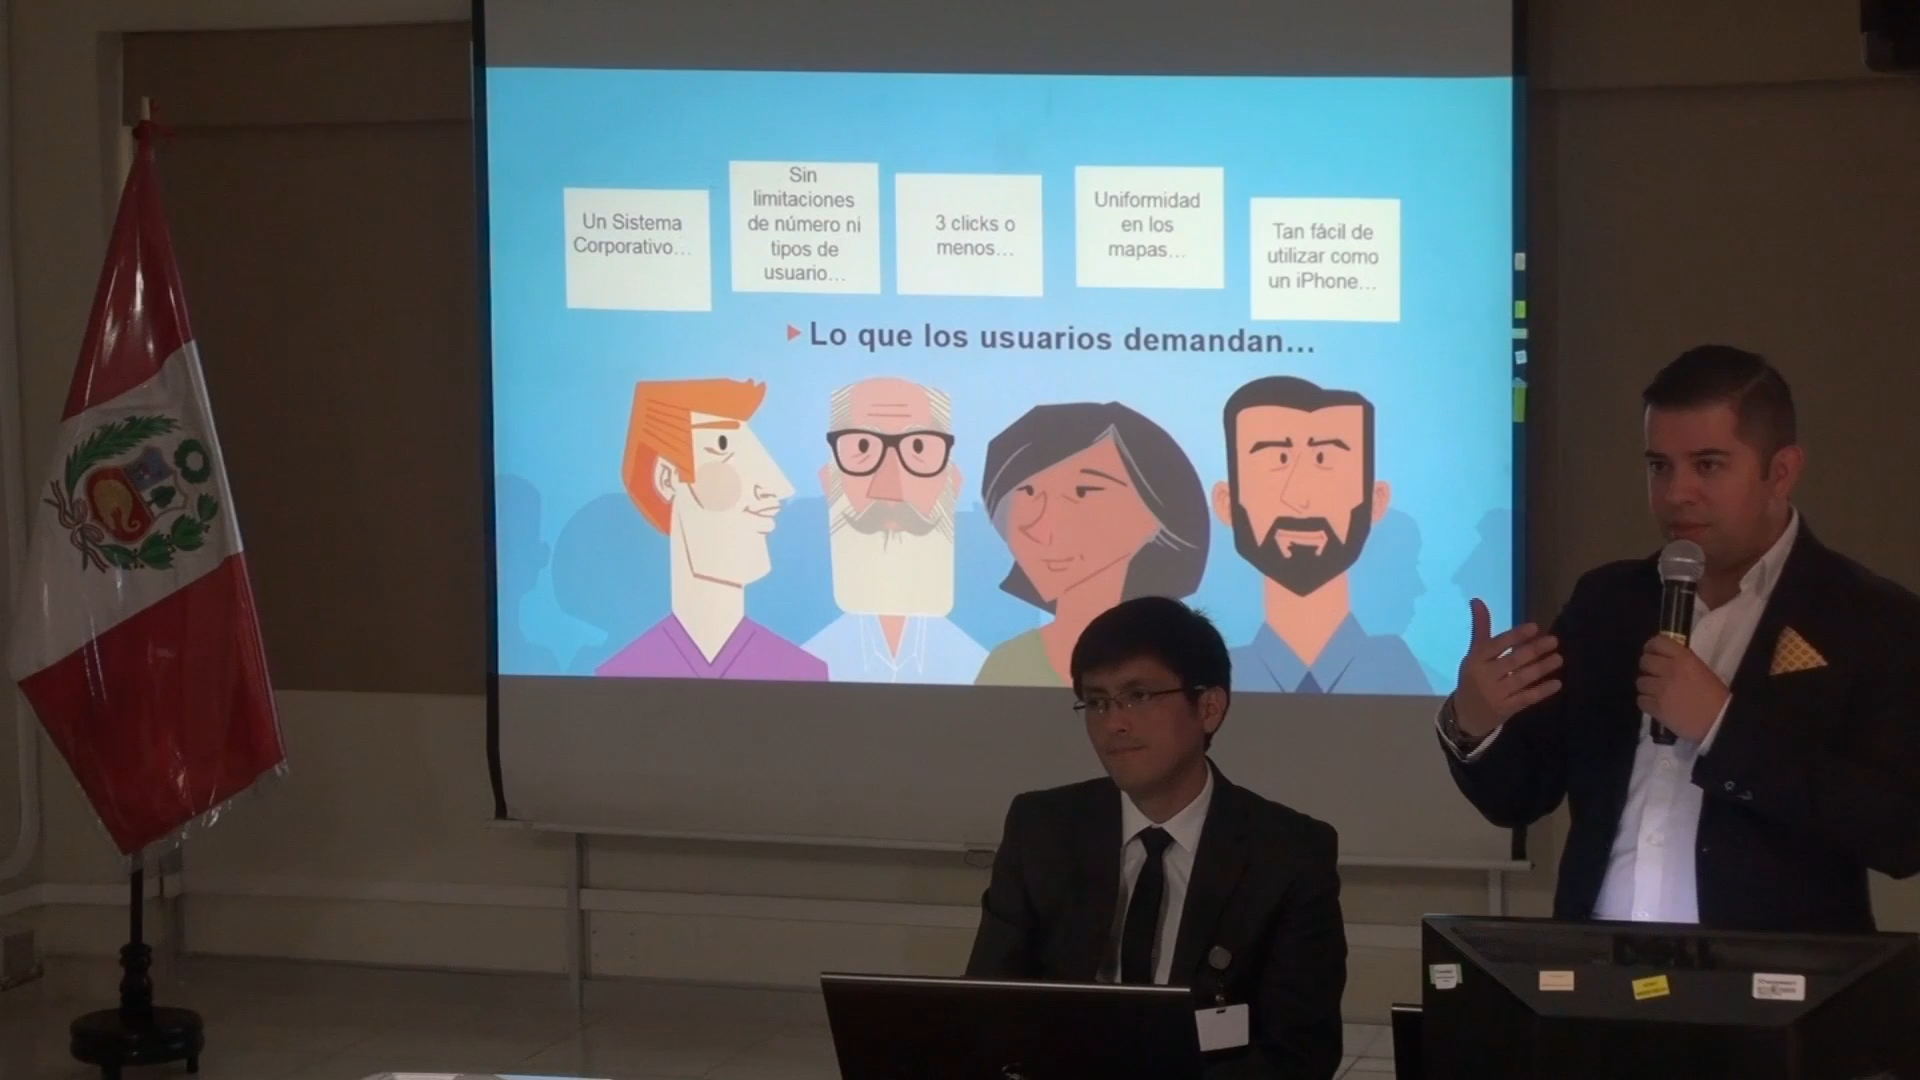 Un Sistema
Corporativo...
Sin
limitaciones
de número ni
tipos de
usuario...
3 clicks o
menos...
Uniformidad
en los
mapas...
Tan fácil de
utilizar como
un iPhone...
Lo que los usuarios demandan...